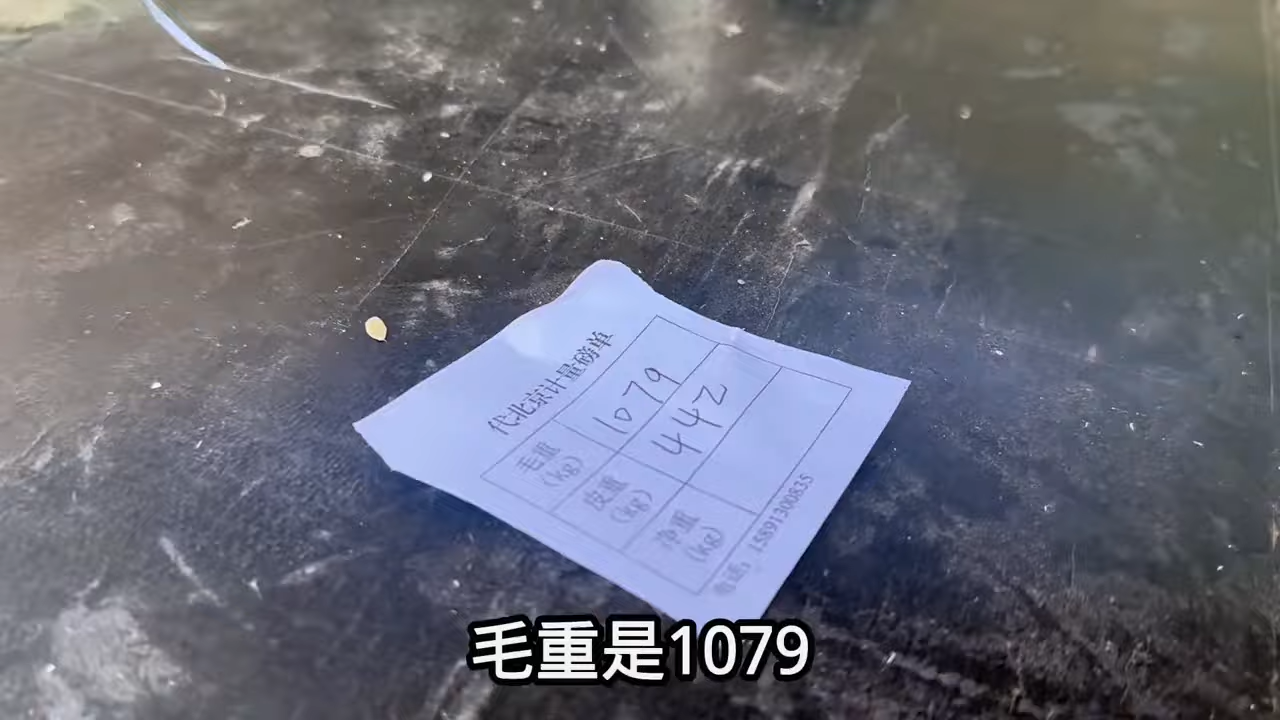 代北京计量磅单
毛重(kg) 1079
皮重(kg) 442
净重(kg)
电话：15891300835
毛重是1079